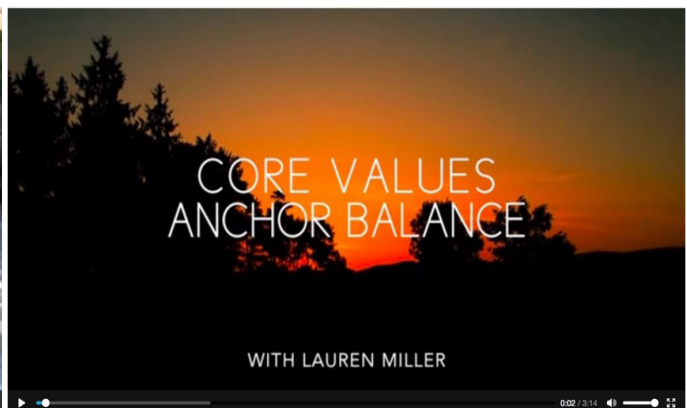 CORE VALUES
ANCHOR BALANCE
WITH LAUREN MILLER
0:02 / 3:14